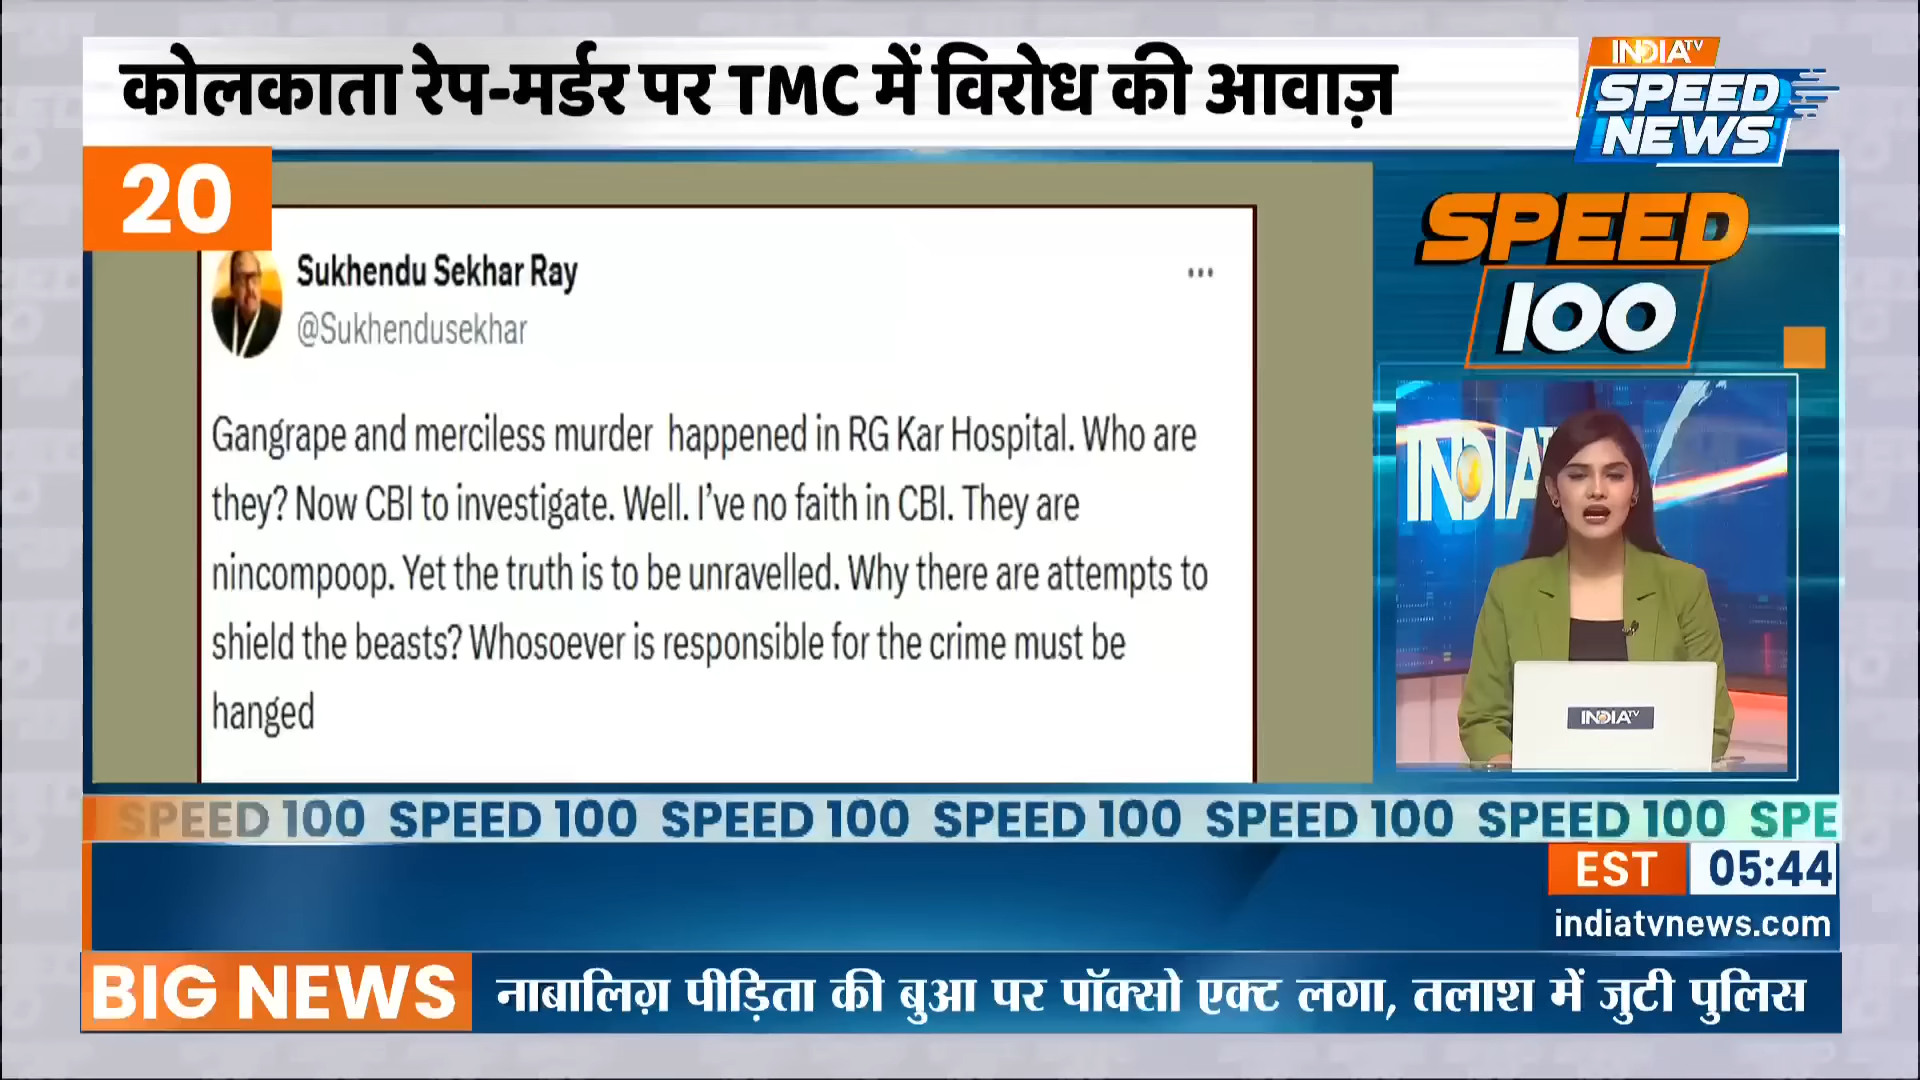 कोलकाता रेप-मर्डर पर TMC में विरोध की आवाज़
INDIA TV
SPEED
NEWS
20
SPEED
100
Sukhendu Sekhar Ray
@Sukhendusekhar
Gangrape and merciless murder happened in RG Kar Hospital. Who are
they? Now CBI to investigate. Well. I've no faith in CBI. They are
nincompoop. Yet the truth is to be unravelled. Why there are attempts to
shield the beasts? Whosoever is responsible for the crime must be
hanged
INDIA
INDIA TV
SPEED 100 SPEED 100 SPEED 100 SPEED 100 SPEED 100 SPEED 100 SPE
EST 05:44
indiatvnews.com
BIG NEWS नाबालिग़ पीड़िता की बुआ पर पॉक्सो एक्ट लगा, तलाश में जुटी पुलिस